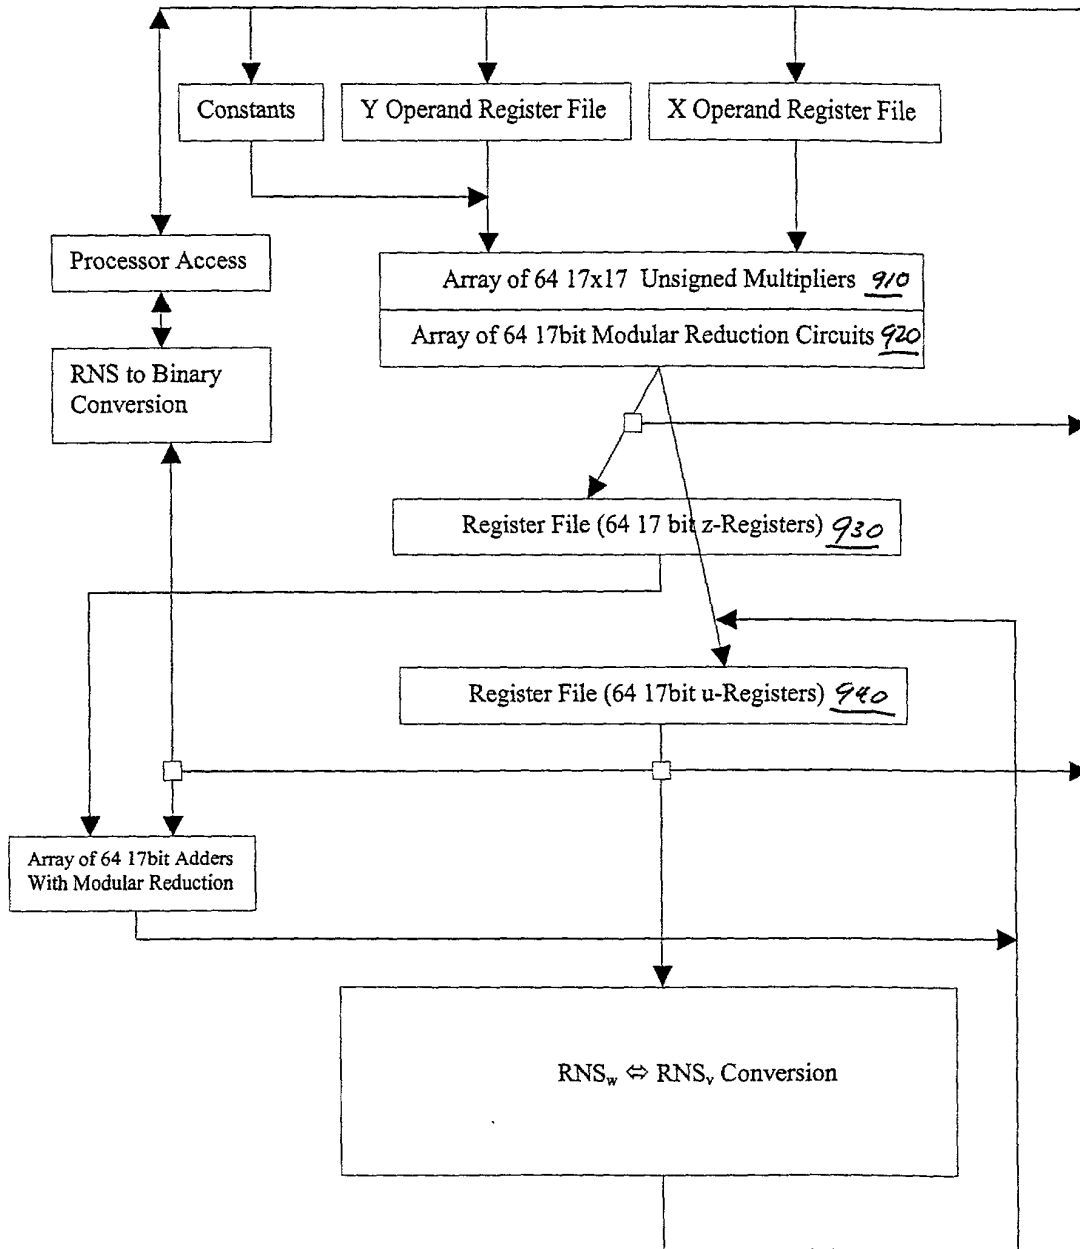 Constants
Y Operand Register File
X Operand Register File
Processor Access
Array of 64 17x17 Unsigned Multipliers 910
Array of 64 17bit Modular Reduction Circuits 920
RNS to Binary
Conversion
Register File (64 17 bit z-Registers) 930
Register File (64 17bit u-Registers) 940
Array of 64 17bit Adders
With Modular Reduction
RNSw ⇔ RNSv Conversion